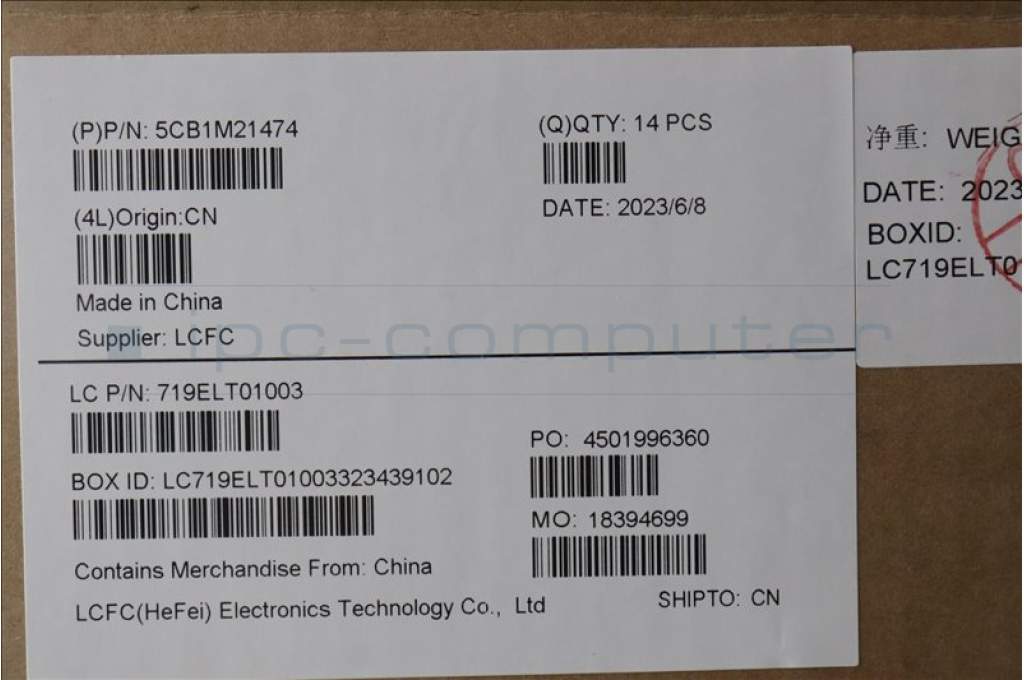 (P)P/N: 5CB1M21474
(Q)QTY: 14 PCS
(4L)Origin:CN
DATE: 2023/6/8
Made in China
Supplier: LCFC
ipc-computer
LC P/N: 719ELT01003
PO: 4501996360
BOX ID: LC719ELT01003323439102
MO: 18394699
Contains Merchandise From: China
LCFC(HeFei) Electronics Technology Co., Ltd
SHIPTO: CN
净重: WEIG
DATE: 2023
BOXID:
LC719ELT0